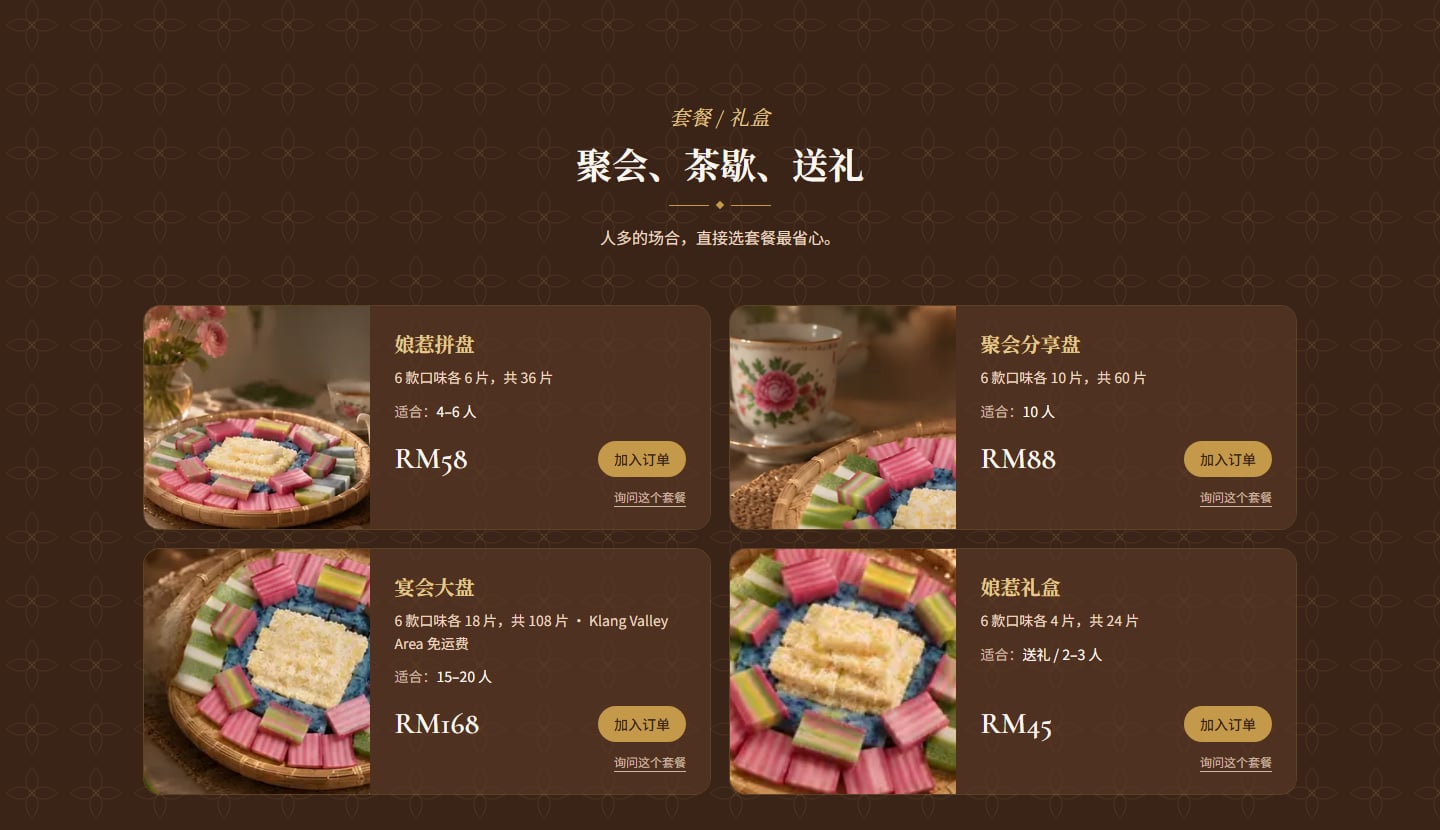 套餐 / 礼盒
聚会、茶歇、送礼
人多的场合，直接选套餐最省心。
娘惹拼盘
6 款口味各 6 片，共 36 片
适合：4–6 人
RM58
加入订单
询问这个套餐
聚会分享盘
6 款口味各 10 片，共 60 片
适合：10 人
RM88
加入订单
询问这个套餐
宴会大盘
6 款口味各 18 片，共 108 片 · Klang Valley
Area 免运费
适合：15–20 人
RM168
加入订单
询问这个套餐
娘惹礼盒
6 款口味各 4 片，共 24 片
适合：送礼 / 2–3 人
RM45
加入订单
询问这个套餐